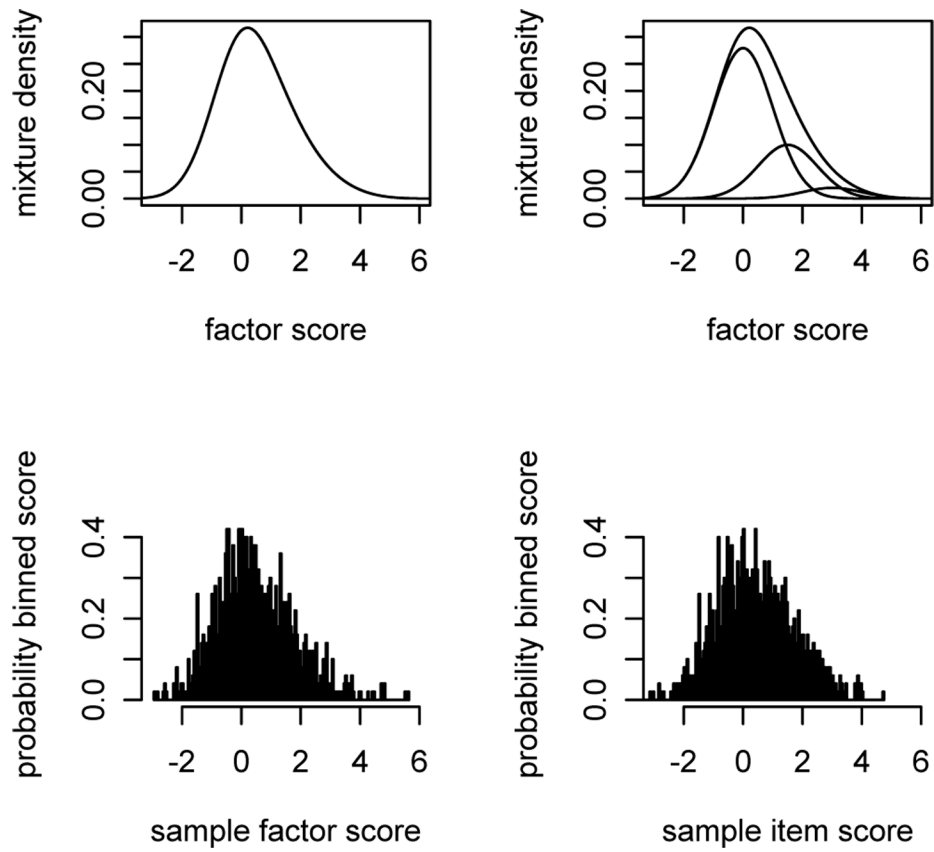 mixture density
0.20
0.00
-2 0 2 4 6
factor score
mixture density
0.20
0.00
-2 0 2 4 6
factor score
probability binned score
0.4
0.2
0.0
-2 0 2 4 6
sample factor score
probability binned score
0.4
0.2
0.0
-2 0 2 4 6
sample item score